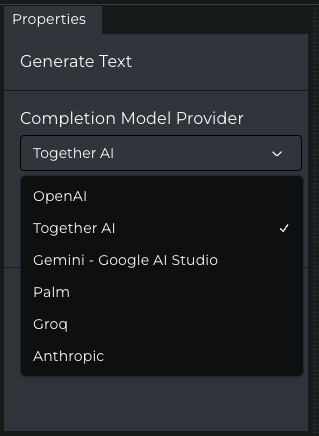 Properties
Generate Text
Completion Model Provider
Together AI
OpenAI
Together AI
Gemini - Google AI Studio
Palm
Groq
Anthropic